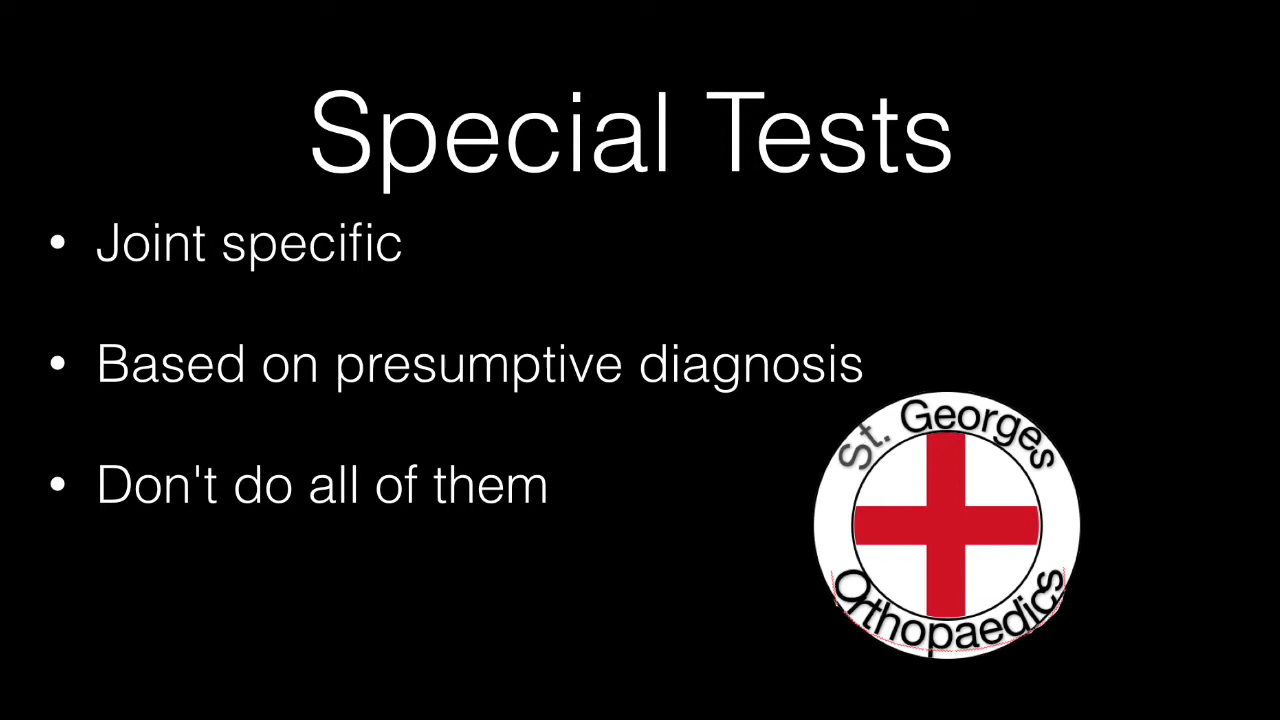 Special Tests
• Joint specific
• Based on presumptive diagnosis
• Don't do all of them
St. Georges
Orthopaedics